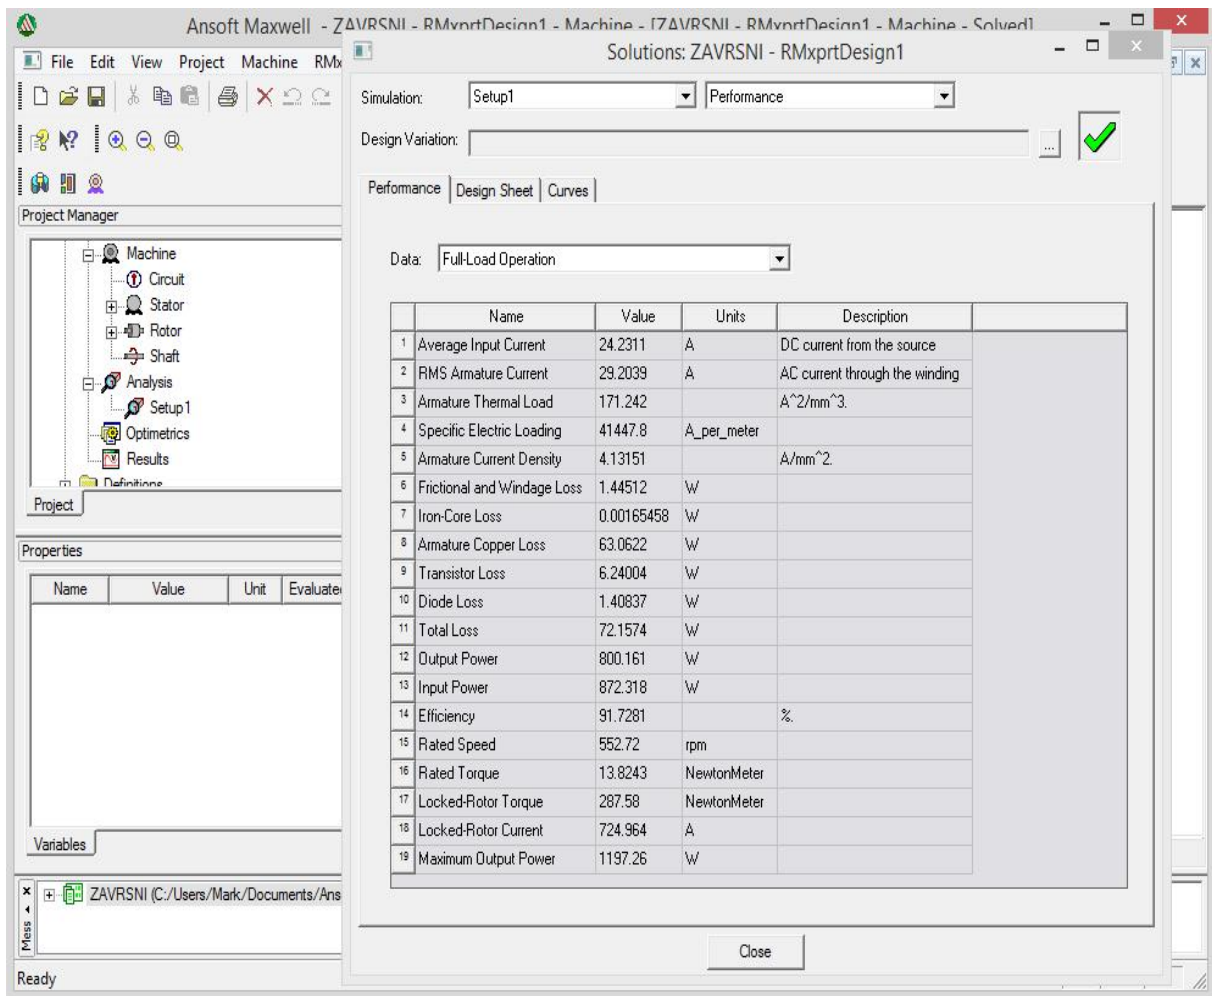 Ansoft Maxwell - ZAVRSNI - RMxprtDesign1 - Machine - [ZAVRSNI - RMxprtDesign1 - Machine - Solved]
File Edit View Project Machine
Solutions: ZAVRSNI - RMxprtDesign1
Simulation: Setup1 Performance
Design Variation: ...
Performance Design Sheet Curves
Project Manager
Machine
Circuit
Stator
Rotor
Shaft
Analysis
Setup1
Optimetrics
Results
Definitions
Project
Properties
Name Value Unit Evaluate
Variables
Data: Full-Load Operation
Name Value Units Description
1 Average Input Current 24.2311 A DC current from the source
2 RMS Armature Current 29.2039 A AC current through the winding
3 Armature Thermal Load 171.242 A^2/mm^3.
4 Specific Electric Loading 41447.8 A_per_meter
5 Armature Current Density 4.13151 A/mm^2.
6 Frictional and Windage Loss 1.44512 W
7 Iron-Core Loss 0.00165458 W
8 Armature Copper Loss 63.0622 W
9 Transistor Loss 6.24004 W
10 Diode Loss 1.40837 W
11 Total Loss 72.1574 W
12 Output Power 800.161 W
13 Input Power 872.318 W
14 Efficiency 91.7281 %.
15 Rated Speed 552.72 rpm
16 Rated Torque 13.8243 NewtonMeter
17 Locked-Rotor Torque 287.58 NewtonMeter
18 Locked-Rotor Current 724.964 A
19 Maximum Output Power 1197.26 W
Mess
ZAVRSNI (C:/Users/Mark/Documents/Ans
Close
Ready